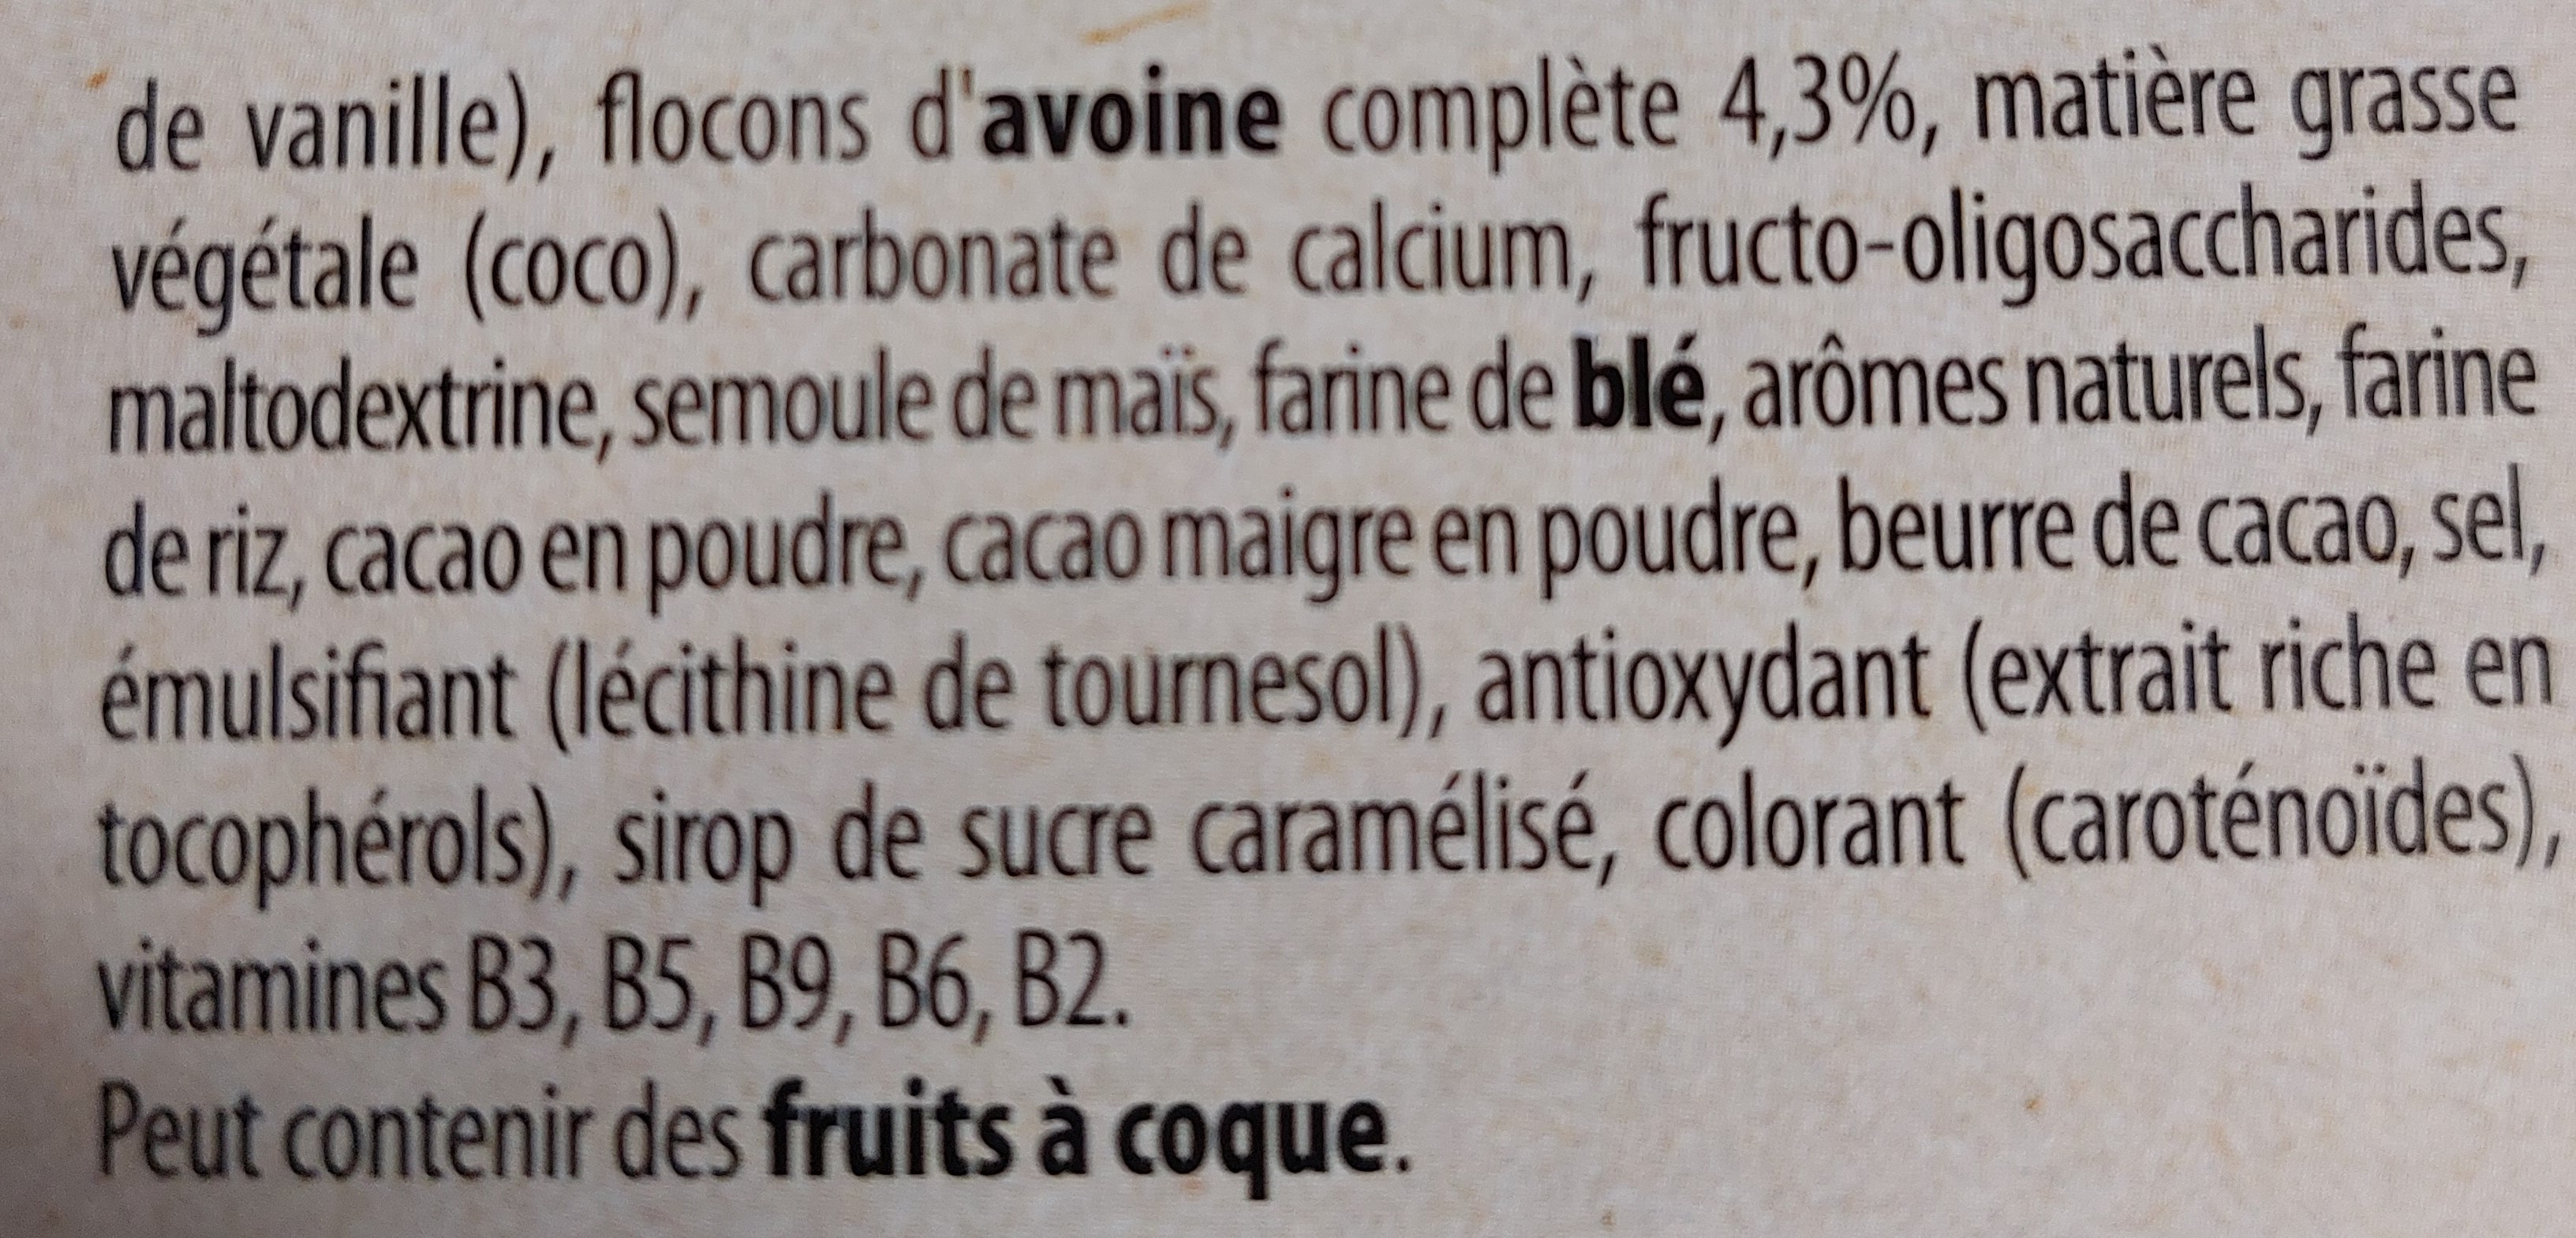 de vanille), flocons d'avoine complète 4,3%, matière grasse
végétale (coco), carbonate de calcium, fructo-oligosaccharides,
maltodextrine, semoule de maïs, farine de blé, arômes naturels, farine
de riz, cacao en poudre, cacao maigre en poudre, beurre de cacao, sel,
émulsifiant (lécithine de tournesol), antioxydant (extrait riche en
tocophérols), sirop de sucre caramélisé, colorant (caroténoïdes),
vitamines B3, B5, B9, B6, B2.
Peut contenir des fruits à coque.